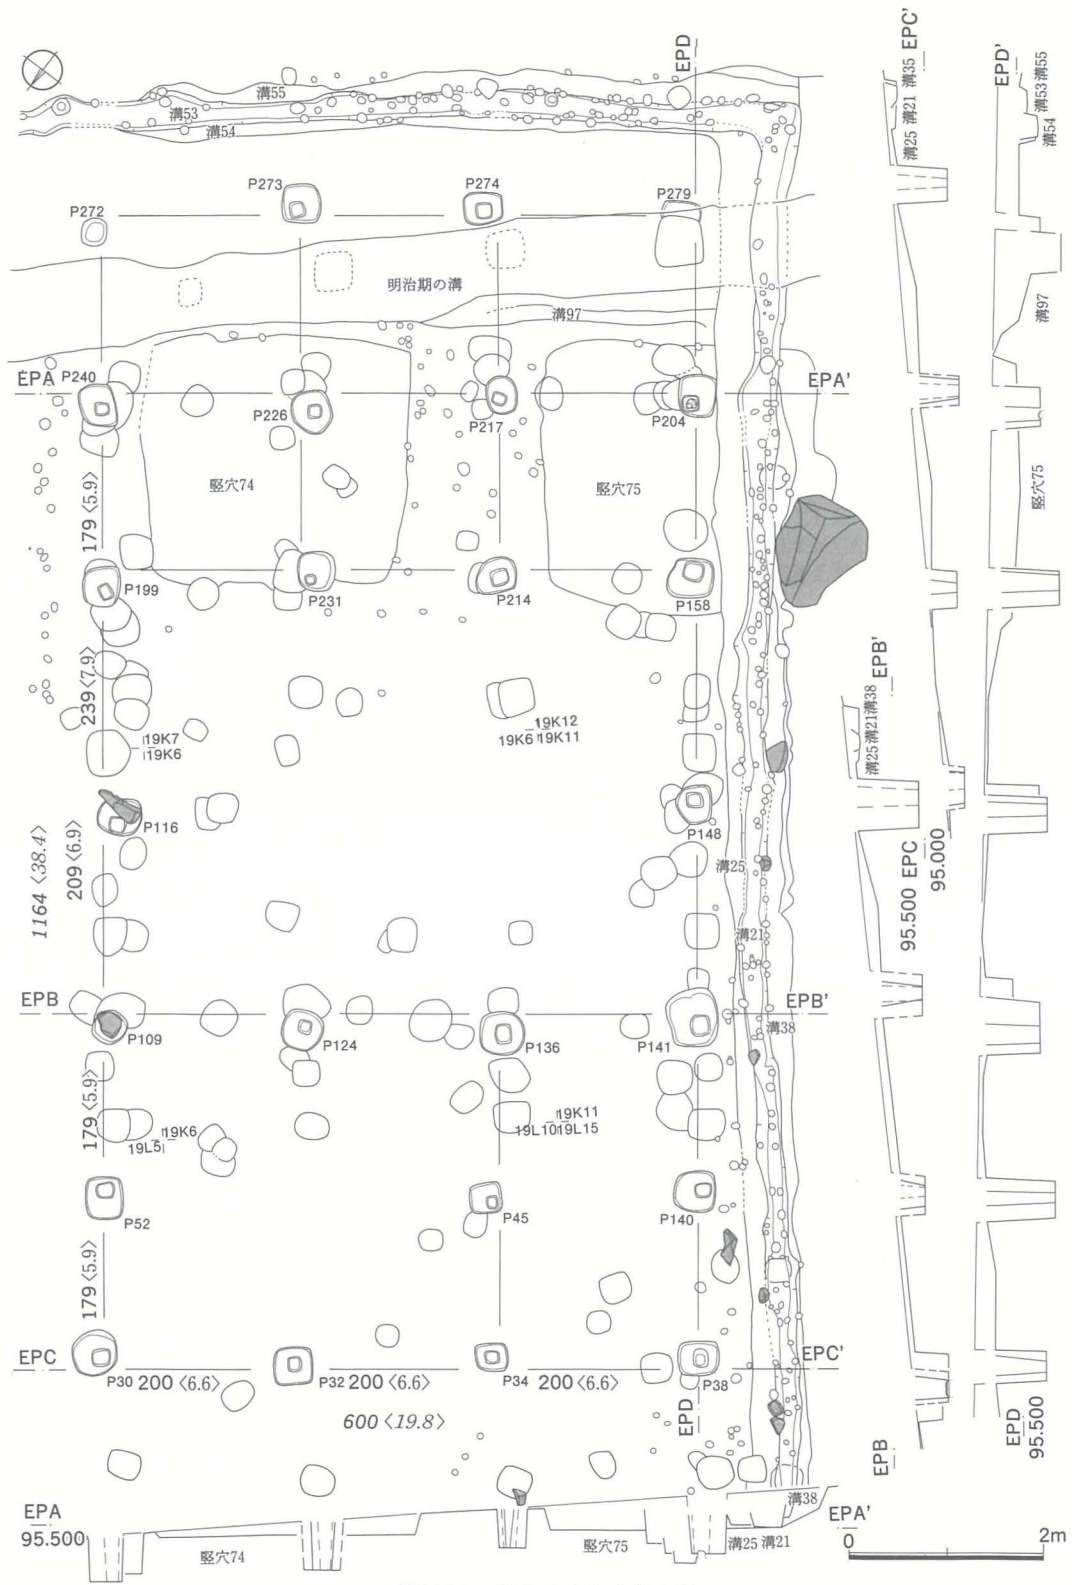 EPD
溝55
溝53
溝54
P273
P274
P279
P272
明治期の溝
溝97
EPA
P240
EPA'
P226
P217
P204
179〈5.9〉
竪穴74
竪穴75
P199
P231
P214
P158
239〈7.9〉
19K7
19K6
19K12
19K6 19K11
P116
P148
1164〈38.4〉
209〈6.9〉
溝25
溝21
EPB
EPB'
P109
P124
P136
P141
溝38
179〈5.9〉
19K6
19L5
19K11
19L10 19L15
P52
P45
P140
179〈5.9〉
EPC
EPC'
P30 200〈6.6〉
P32 200〈6.6〉
P34 200〈6.6〉
P38
600〈19.8〉
EPD
EPA
95.500
竪穴74
竪穴75
溝25 溝21
溝38
EPA'
0
2m
EPC'
溝25 溝21 溝35
EPD'
溝53 溝55
溝54
溝97
竪穴75
EPB'
溝25 溝21 溝38
95.500 EPC
95.000
EPB
EPD
95.500